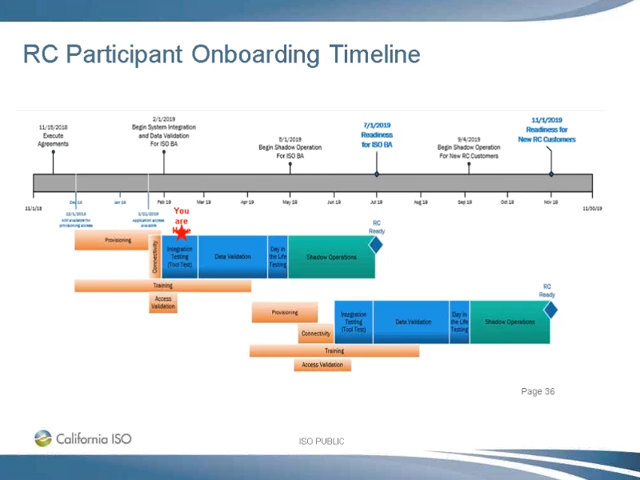 RC Participant Onboarding Timeline
11/15/2018
Execute
Agreements
2/1/2019
Begin System Integration
and Data Validation
For ISO BA
5/1/2019
Begin Shadow Operation
For ISO BA
7/1/2019
Readiness
for ISO BA
9/4/2019
Begin Shadow Operation
For New RC Customers
11/1/2019
Readiness for
New RC Customers
11/1/18
Dec 18
Jan 19
Feb 19
Mar 19
Apr 19
May 19
Jun 19
Jul 19
Aug 19
Sep 19
Oct 19
Nov 19
11/30/19
provisioning access
Application access
available
You
are
Here
RC
Ready
Provisioning
Connectivity
Integration
Testing
(Tool Test)
Data Validation
Day in
the Life
Testing
Shadow Operations
Training
Access
Validation
RC
Ready
Provisioning
Connectivity
Integration
Testing
(Tool Test)
Data Validation
Day in
the Life
Testing
Shadow Operations
Training
Access Validation
Page 36
California ISO
ISO PUBLIC